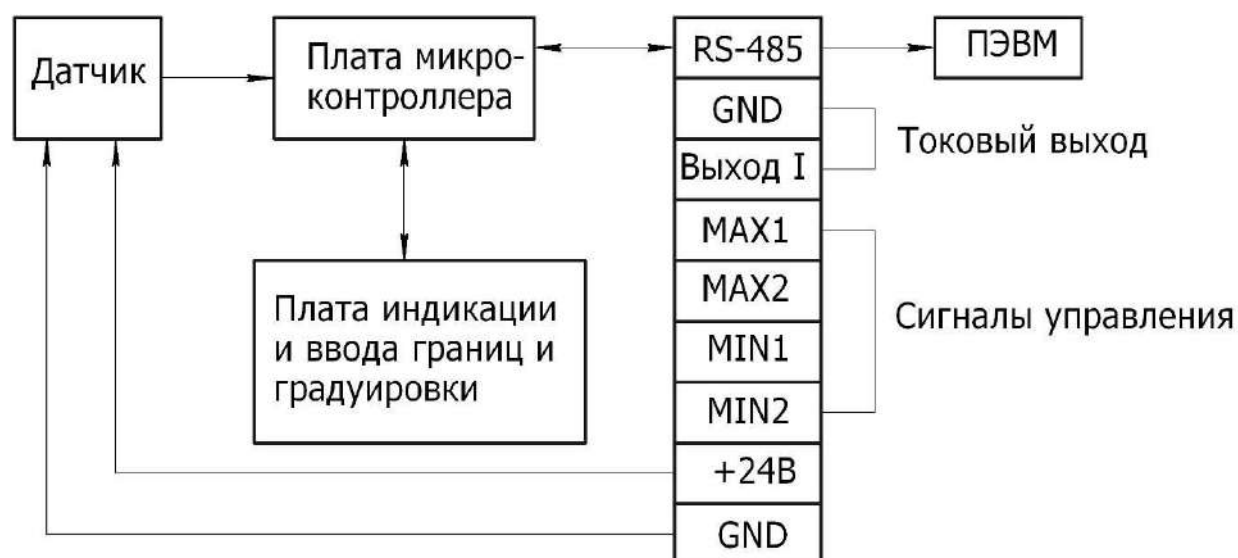 Датчик
Плата микро-
контроллера
RS-485
ПЭВМ
GND
Выход I
Токовый выход
MAX1
MAX2
MIN1
MIN2
Сигналы управления
Плата индикации
и ввода границ и
градуировки
+24В
GND